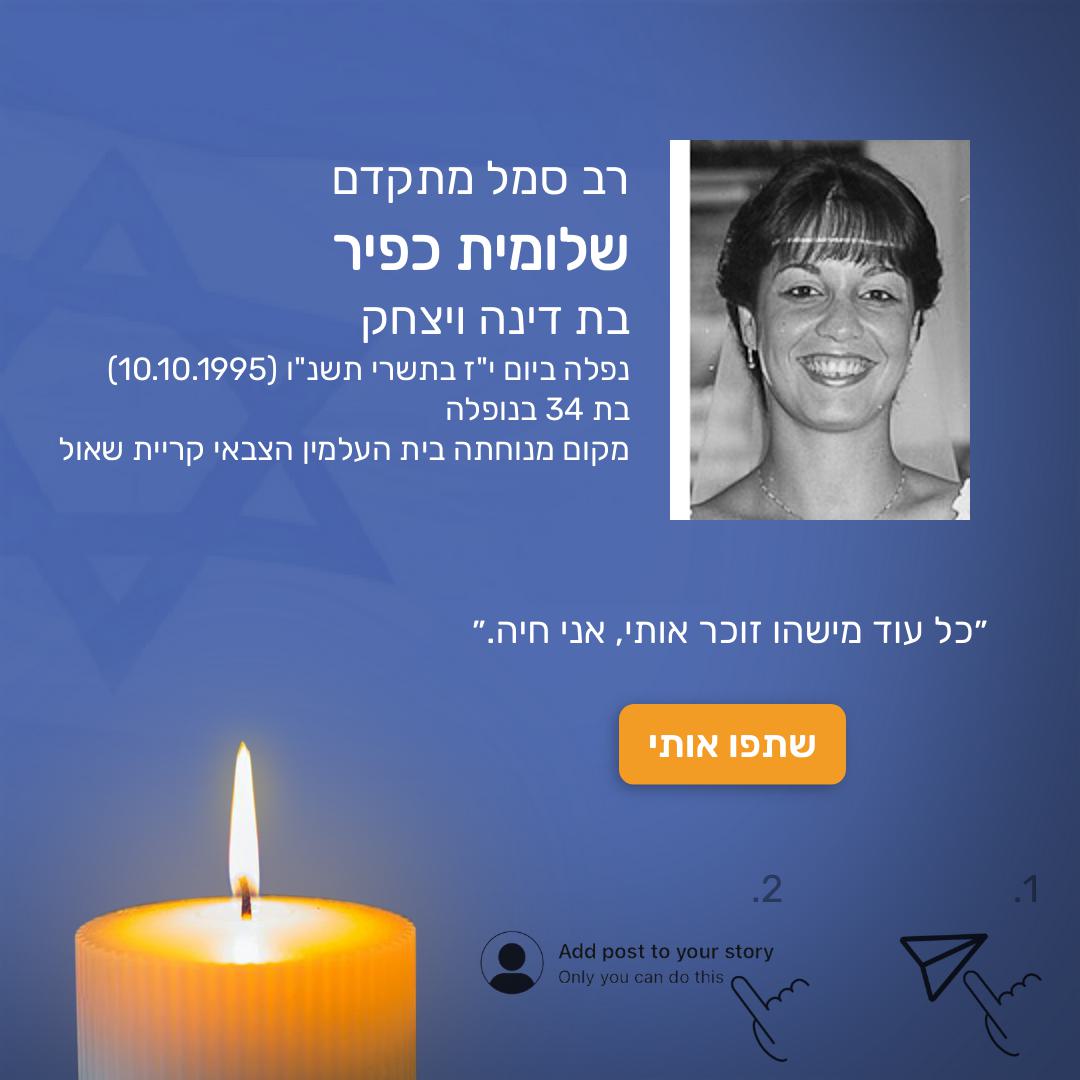 רב סמל מתקדם
שלומית כפיר
בת דינה ויצחק
נפלה ביום י"ז בתשרי תשנ"ו (10.10.1995)
בת 34 בנופלה
מקום מנוחתה בית העלמין הצבאי קריית שאול
״כל עוד מישהו זוכר אותי, אני חיה.״
שתפו אותי
.1
.2
Add post to your story
Only you can do this